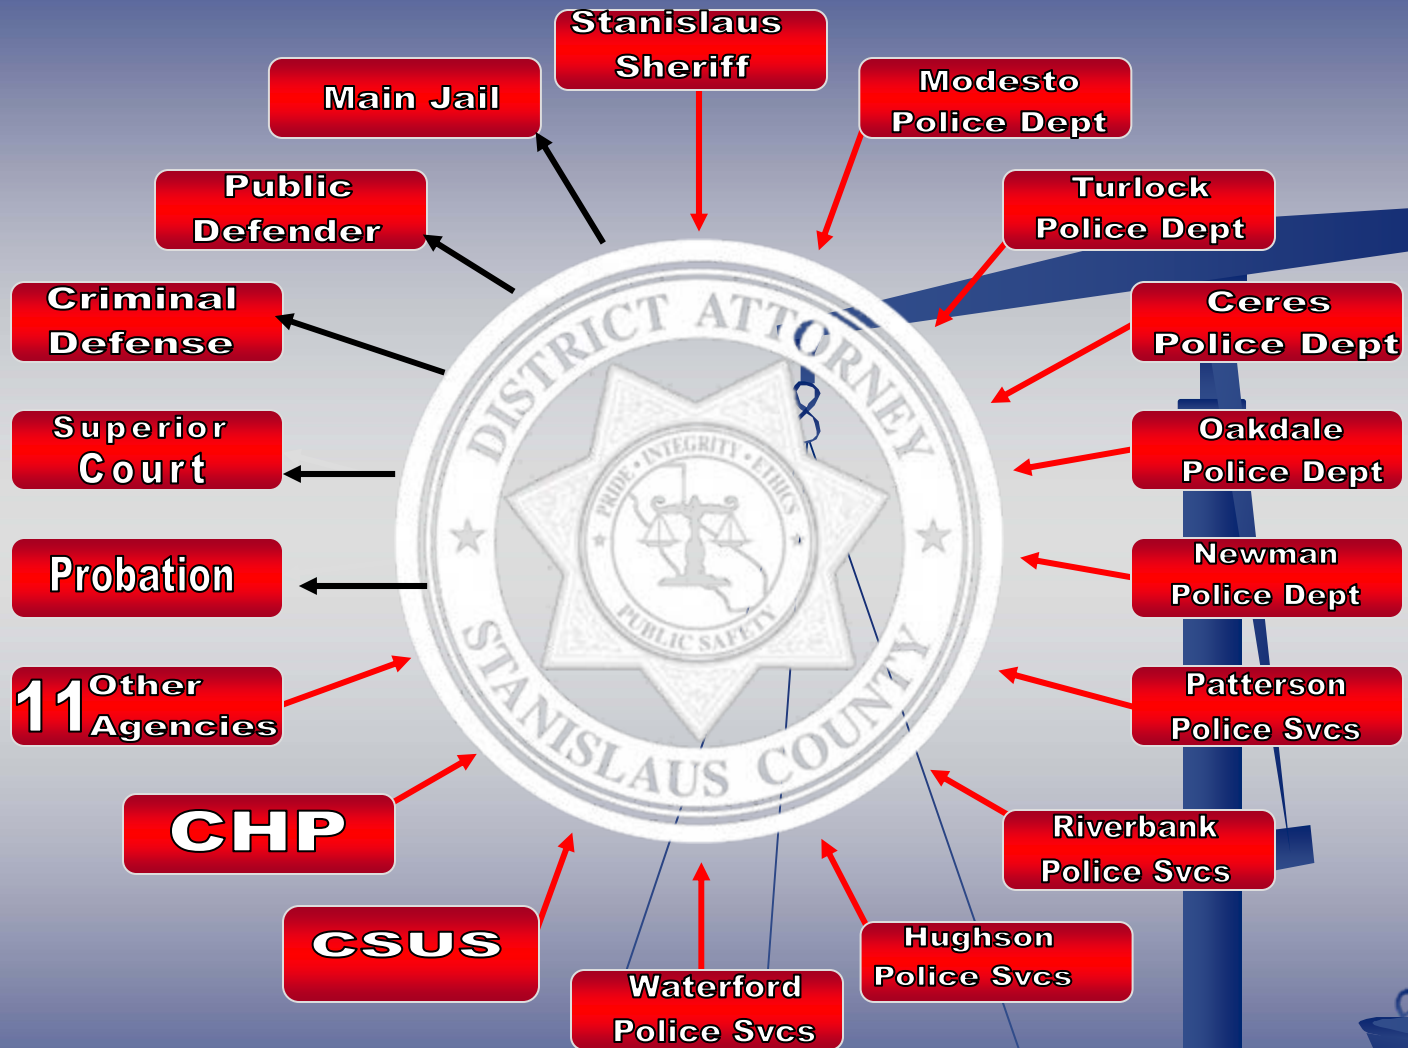 Stanislaus
Sheriff
Main Jail
Modesto
Police Dept
Public
Defender
Turlock
Police Dept
Criminal
Defense
Ceres
Police Dept
DISTRICT ATTORNEY
Superior
Court
Oakdale
Police Dept
PRIDE • INTEGRITY • ETHICS
Probation
Newman
Police Dept
PUBLIC SAFETY
STANISLAUS COUNTY
11 Other
Agencies
Patterson
Police Svcs
CHP
Riverbank
Police Svcs
CSUS
Hughson
Police Svcs
Waterford
Police Svcs